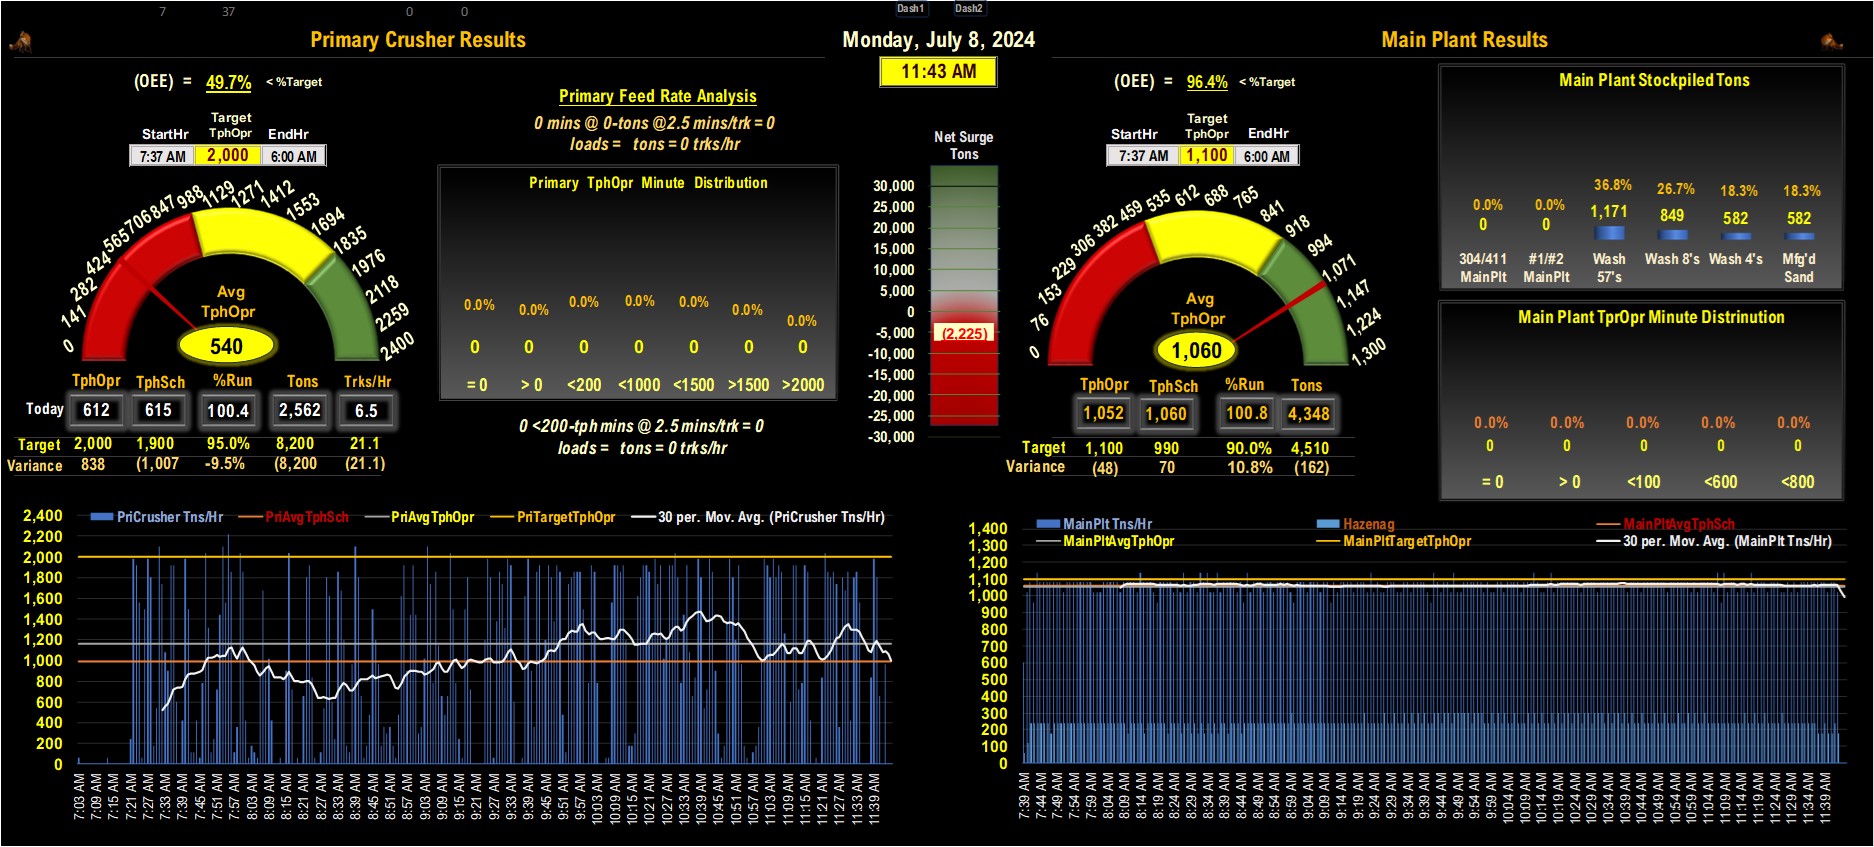 7 37 0 0 Dash1 Dash2
Primary Crusher Results
Monday, July 8, 2024
Main Plant Results
11:43 AM
(OEE) = 49.7% < %Target
Target
StartHr TphOpr EndHr
7:37 AM 2,000 6:00 AM
0 141 282 424 565 706 847 988 1129 1271 1412 1553 1694 1835 1976 2118 2259 2400
Avg
TphOpr
540
TphOpr TphSch %Run Tons Trks/Hr
Today 612 615 100.4 2,562 6.5
Target 2,000 1,900 95.0% 8,200 21.1
Variance 838 (1,007 -9.5% (8,200 (21.1)
Primary Feed Rate Analysis
0 mins @ 0-tons @2.5 mins/trk = 0
loads = tons = 0 trks/hr
Primary TphOpr Minute Distribution
0.0% 0.0% 0.0% 0.0% 0.0% 0.0% 0.0%
0 0 0 0 0 0 0
= 0 > 0 <200 <1000 <1500 >1500 >2000
0 <200-tph mins @ 2.5 mins/trk = 0
loads = tons = 0 trks/hr
Net Surge
Tons
30,000
25,000
20,000
15,000
10,000
5,000
0
-5,000
-10,000
-15,000
-20,000
-25,000
-30,000
(2,225)
(OEE) = 96.4% < %Target
Target
StartHr TphOpr EndHr
7:37 AM 1,100 6:00 AM
0 76 153 229 306 382 459 535 612 688 765 841 918 994 1,071 1,147 1,224 1,300
Avg
TphOpr
1,060
TphOpr TphSch %Run Tons
1,052 1,060 100.8 4,348
Target 1,100 990 90.0% 4,510
Variance (48) 70 10.8% (162)
Main Plant Stockpiled Tons
0.0% 0.0% 36.8% 26.7% 18.3% 18.3%
0 0 1,171 849 582 582
304/411 #1/#2 Wash Wash 8's Wash 4's Mfg'd
MainPlt MainPlt 57's Sand
Main Plant TprOpr Minute Distrinution
0.0% 0.0% 0.0% 0.0% 0.0%
0 0 0 0 0
= 0 > 0 <100 <600 <800
PriCrusher Tns/Hr PriAvgTphSch PriAvgTphOpr PriTargetTphOpr 30 per. Mov. Avg. (PriCrusher Tns/Hr)
2,400
2,200
2,000
1,800
1,600
1,400
1,200
1,000
800
600
400
200
0
7:03 AM 7:09 AM 7:15 AM 7:21 AM 7:27 AM 7:33 AM 7:39 AM 7:45 AM 7:51 AM 7:57 AM 8:03 AM 8:09 AM 8:15 AM 8:21 AM 8:27 AM 8:33 AM 8:39 AM 8:45 AM 8:51 AM 8:57 AM 9:03 AM 9:09 AM 9:15 AM 9:21 AM 9:27 AM 9:33 AM 9:39 AM 9:45 AM 9:51 AM 9:57 AM 10:03 AM 10:09 AM 10:15 AM 10:21 AM 10:27 AM 10:33 AM 10:39 AM 10:45 AM 10:51 AM 10:57 AM 11:03 AM 11:09 AM 11:15 AM 11:21 AM 11:27 AM 11:33 AM 11:39 AM
MainPlt Tns/Hr Hazenag MainPltAvgTphSch
MainPltAvgTphOpr MainPltTargetTphOpr 30 per. Mov. Avg. (MainPlt Tns/Hr)
1,400
1,300
1,200
1,100
1,000
900
800
700
600
500
400
300
200
100
0
7:39 AM 7:44 AM 7:54 AM 7:59 AM 8:04 AM 8:09 AM 8:14 AM 8:19 AM 8:24 AM 8:29 AM 8:34 AM 8:39 AM 8:44 AM 8:49 AM 8:54 AM 8:59 AM 9:04 AM 9:09 AM 9:14 AM 9:19 AM 9:24 AM 9:29 AM 9:34 AM 9:39 AM 9:44 AM 9:49 AM 9:54 AM 9:59 AM 10:04 AM 10:09 AM 10:14 AM 10:19 AM 10:24 AM 10:29 AM 10:34 AM 10:39 AM 10:44 AM 10:49 AM 10:54 AM 10:59 AM 11:04 AM 11:09 AM 11:14 AM 11:19 AM 11:24 AM 11:29 AM 11:34 AM 11:39 AM